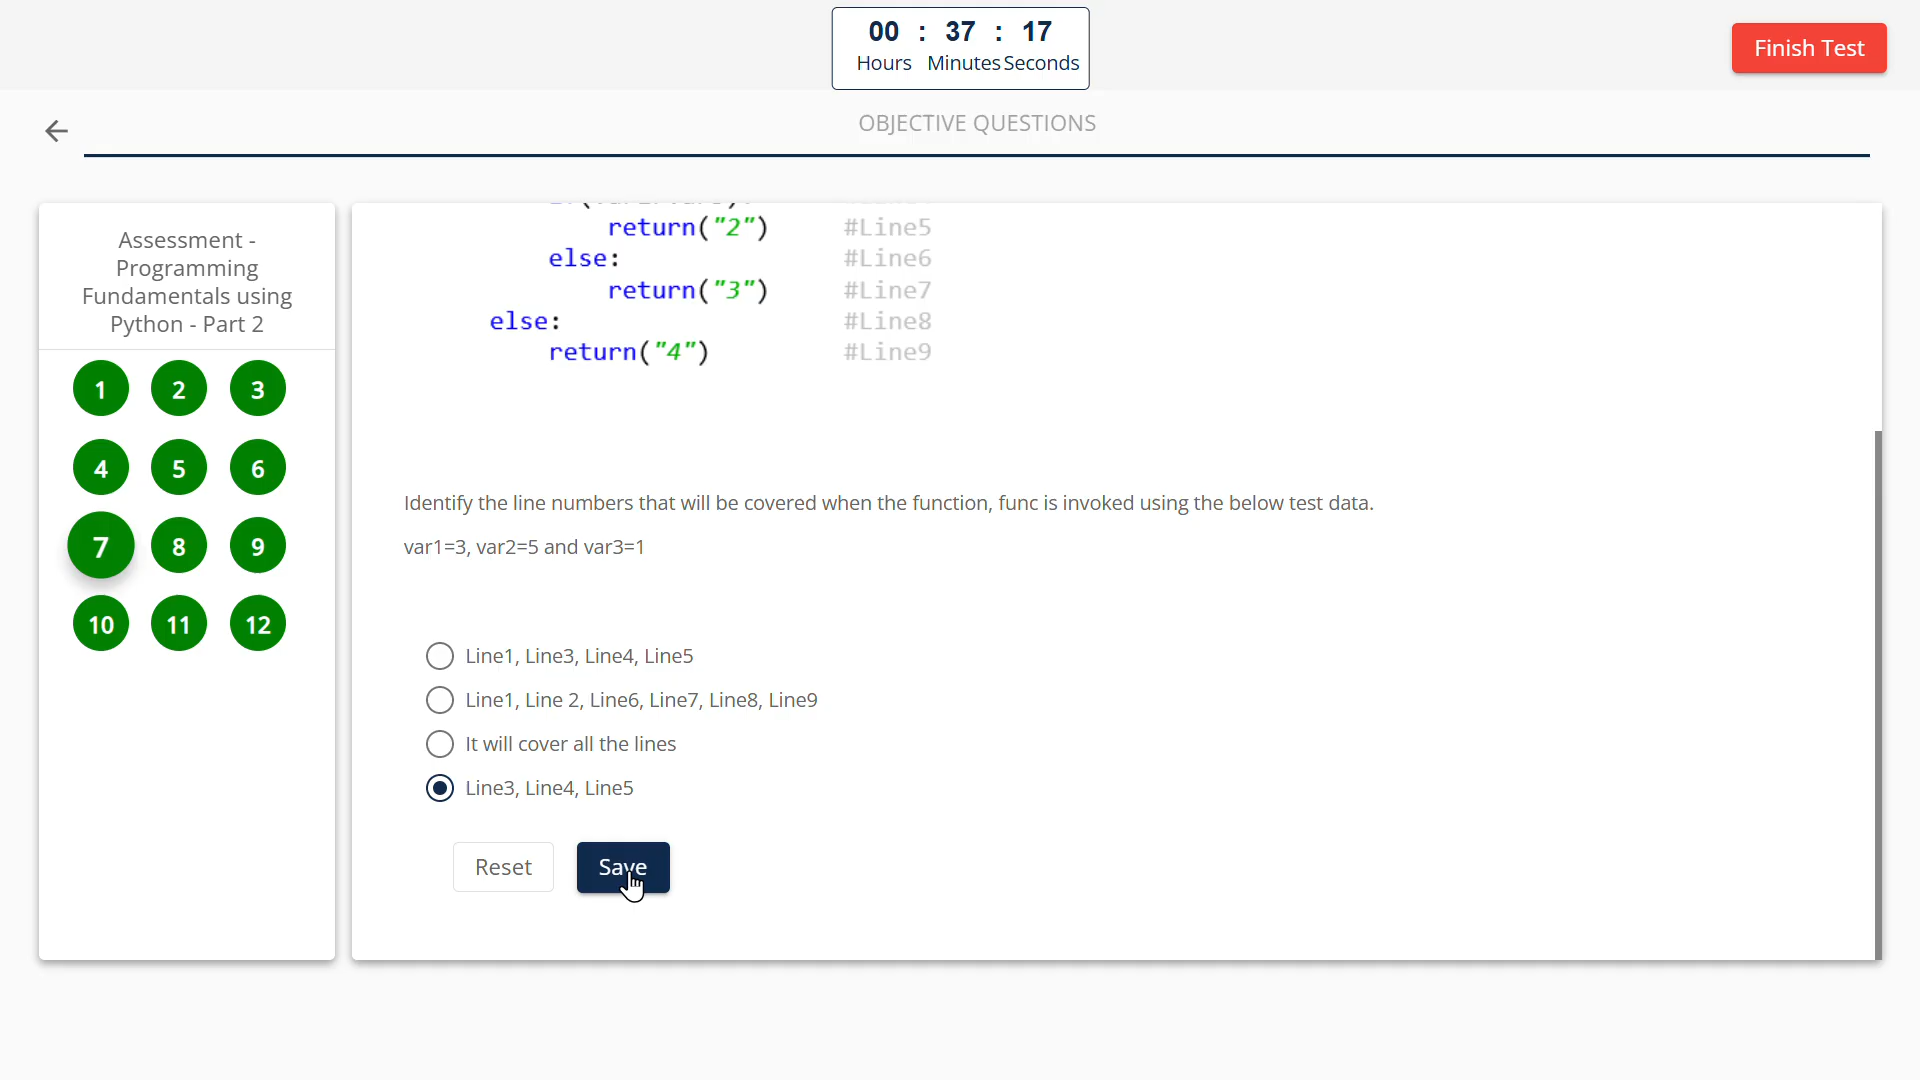 00 : 37 : 17
Hours Minutes Seconds
Finish Test
OBJECTIVE QUESTIONS
Assessment -
Programming
Fundamentals using
Python - Part 2
1 2 3
4 5 6
7 8 9
10 11 12
return("2") #Line5
else: #Line6
return("3") #Line7
else: #Line8
return("4") #Line9
Identify the line numbers that will be covered when the function, func is invoked using the below test data.
var1=3, var2=5 and var3=1
Line1, Line3, Line4, Line5
Line1, Line 2, Line6, Line7, Line8, Line9
It will cover all the lines
Line3, Line4, Line5
Reset Save